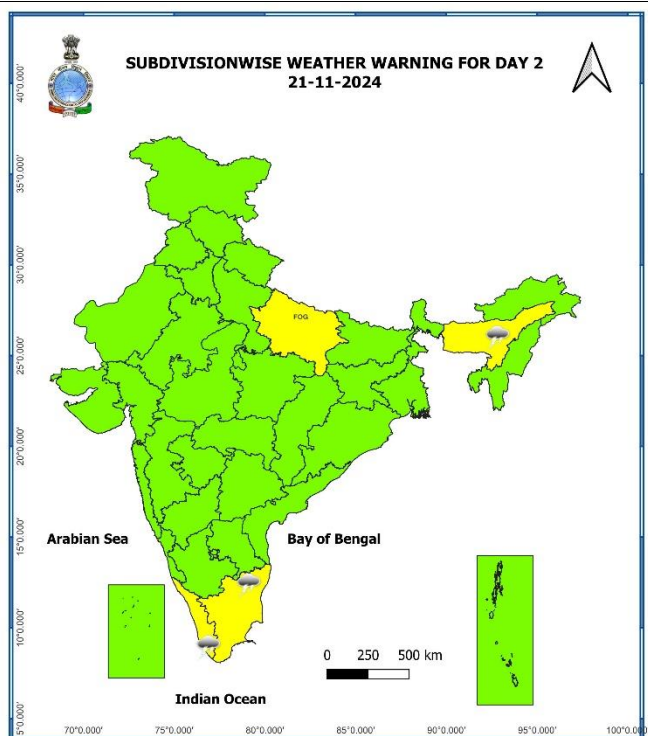 SUBDIVISIONWISE WEATHER WARNING FOR DAY 2
21-11-2024
40°0.000'
35°0.000'
30°0.000'
25°0.000'
20°0.000'
15°0.000'
10°0.000'
5°0.000'
FOG
Arabian Sea
Bay of Bengal
0 250 500 km
Indian Ocean
70°0.000' 75°0.000' 80°0.000' 85°0.000' 90°0.000' 95°0.000' 100°0.000'